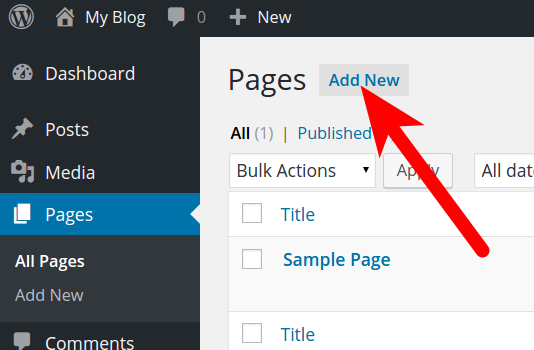 My Blog 0 New
Dashboard
Posts
Media
Pages
All Pages
Add New
Comments
Pages Add New
All (1) | Published
Bulk Actions Apply All date
Title
Sample Page
Title